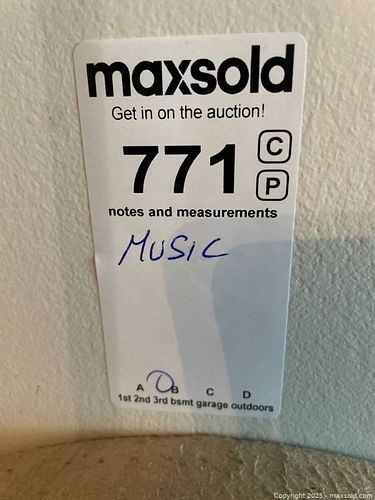 maxsold
Get in on the auction!
771 C
P
notes and measurements
MUSIC
A B C D
1st 2nd 3rd bsmt garage outdoors
Copyright 2025 - maxsold.com